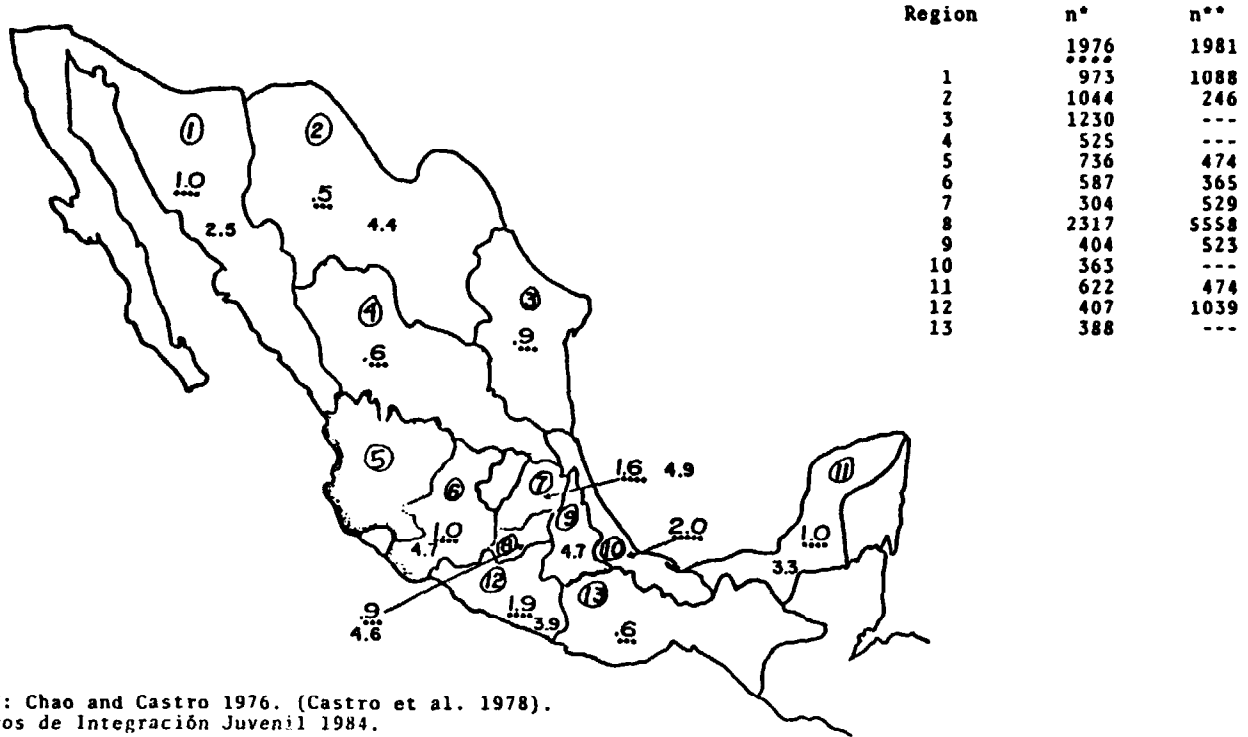 Region n* n**
1976 1981
1 973 1088
2 1044 246
3 1230 ---
4 525 ---
5 736 474
6 587 365
7 304 529
8 2317 5558
9 404 523
10 363 ---
11 622 474
12 407 1039
13 388 ---
1
1.0
2.5
2
.5
4.4
3
.9
4
.6
5
6
1.0
4.7
7
1.6 4.9
8
.9
4.6
9
4.7
10
2.0
11
1.0
3.3
12
1.9
3.9
13
.6
: Chao and Castro 1976. (Castro et al. 1978).
os de Integración Juvenil 1984.